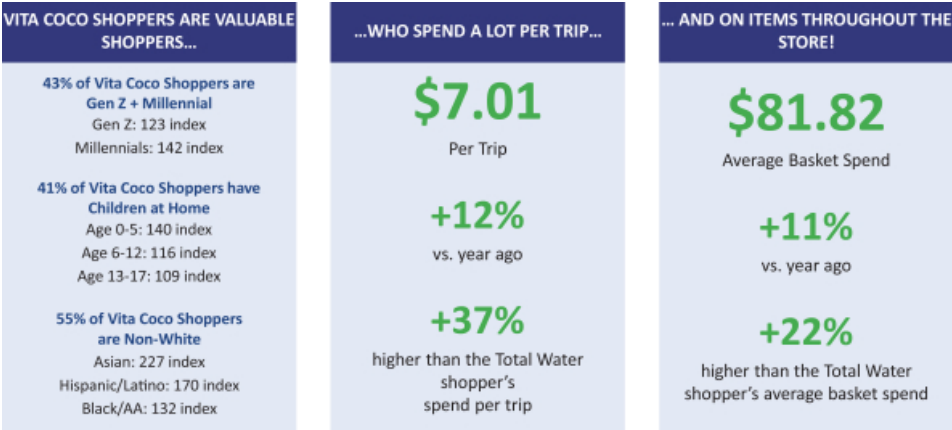 VITA COCO SHOPPERS ARE VALUABLE
SHOPPERS...
43% of Vita Coco Shoppers are
Gen Z + Millennial
Gen Z: 123 index
Millennials: 142 index
41% of Vita Coco Shoppers have
Children at Home
Age 0-5: 140 index
Age 6-12: 116 index
Age 13-17: 109 index
55% of Vita Coco Shoppers
are Non-White
Asian: 227 index
Hispanic/Latino: 170 index
Black/AA: 132 index
...WHO SPEND A LOT PER TRIP...
$7.01
Per Trip
+12%
vs. year ago
+37%
higher than the Total Water
shopper's
spend per trip
... AND ON ITEMS THROUGHOUT THE
STORE!
$81.82
Average Basket Spend
+11%
vs. year ago
+22%
higher than the Total Water
shopper's average basket spend